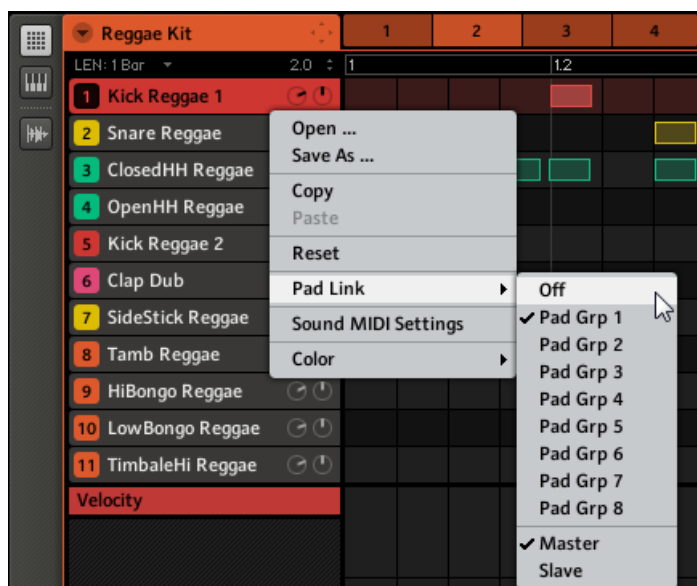 Reggae Kit 1 2 3 4
LEN: 1 Bar 2.0 1 1.2
1 Kick Reggae 1
2 Snare Reggae
3 ClosedHH Reggae
4 OpenHH Reggae
5 Kick Reggae 2
6 Clap Dub
7 SideStick Reggae
8 Tamb Reggae
9 HiBongo Reggae
10 LowBongo Reggae
11 TimbaleHi Reggae
Velocity
Open ...
Save As ...
Copy
Paste
Reset
Pad Link
Sound MIDI Settings
Color
Off
Pad Grp 1
Pad Grp 2
Pad Grp 3
Pad Grp 4
Pad Grp 5
Pad Grp 6
Pad Grp 7
Pad Grp 8
Master
Slave